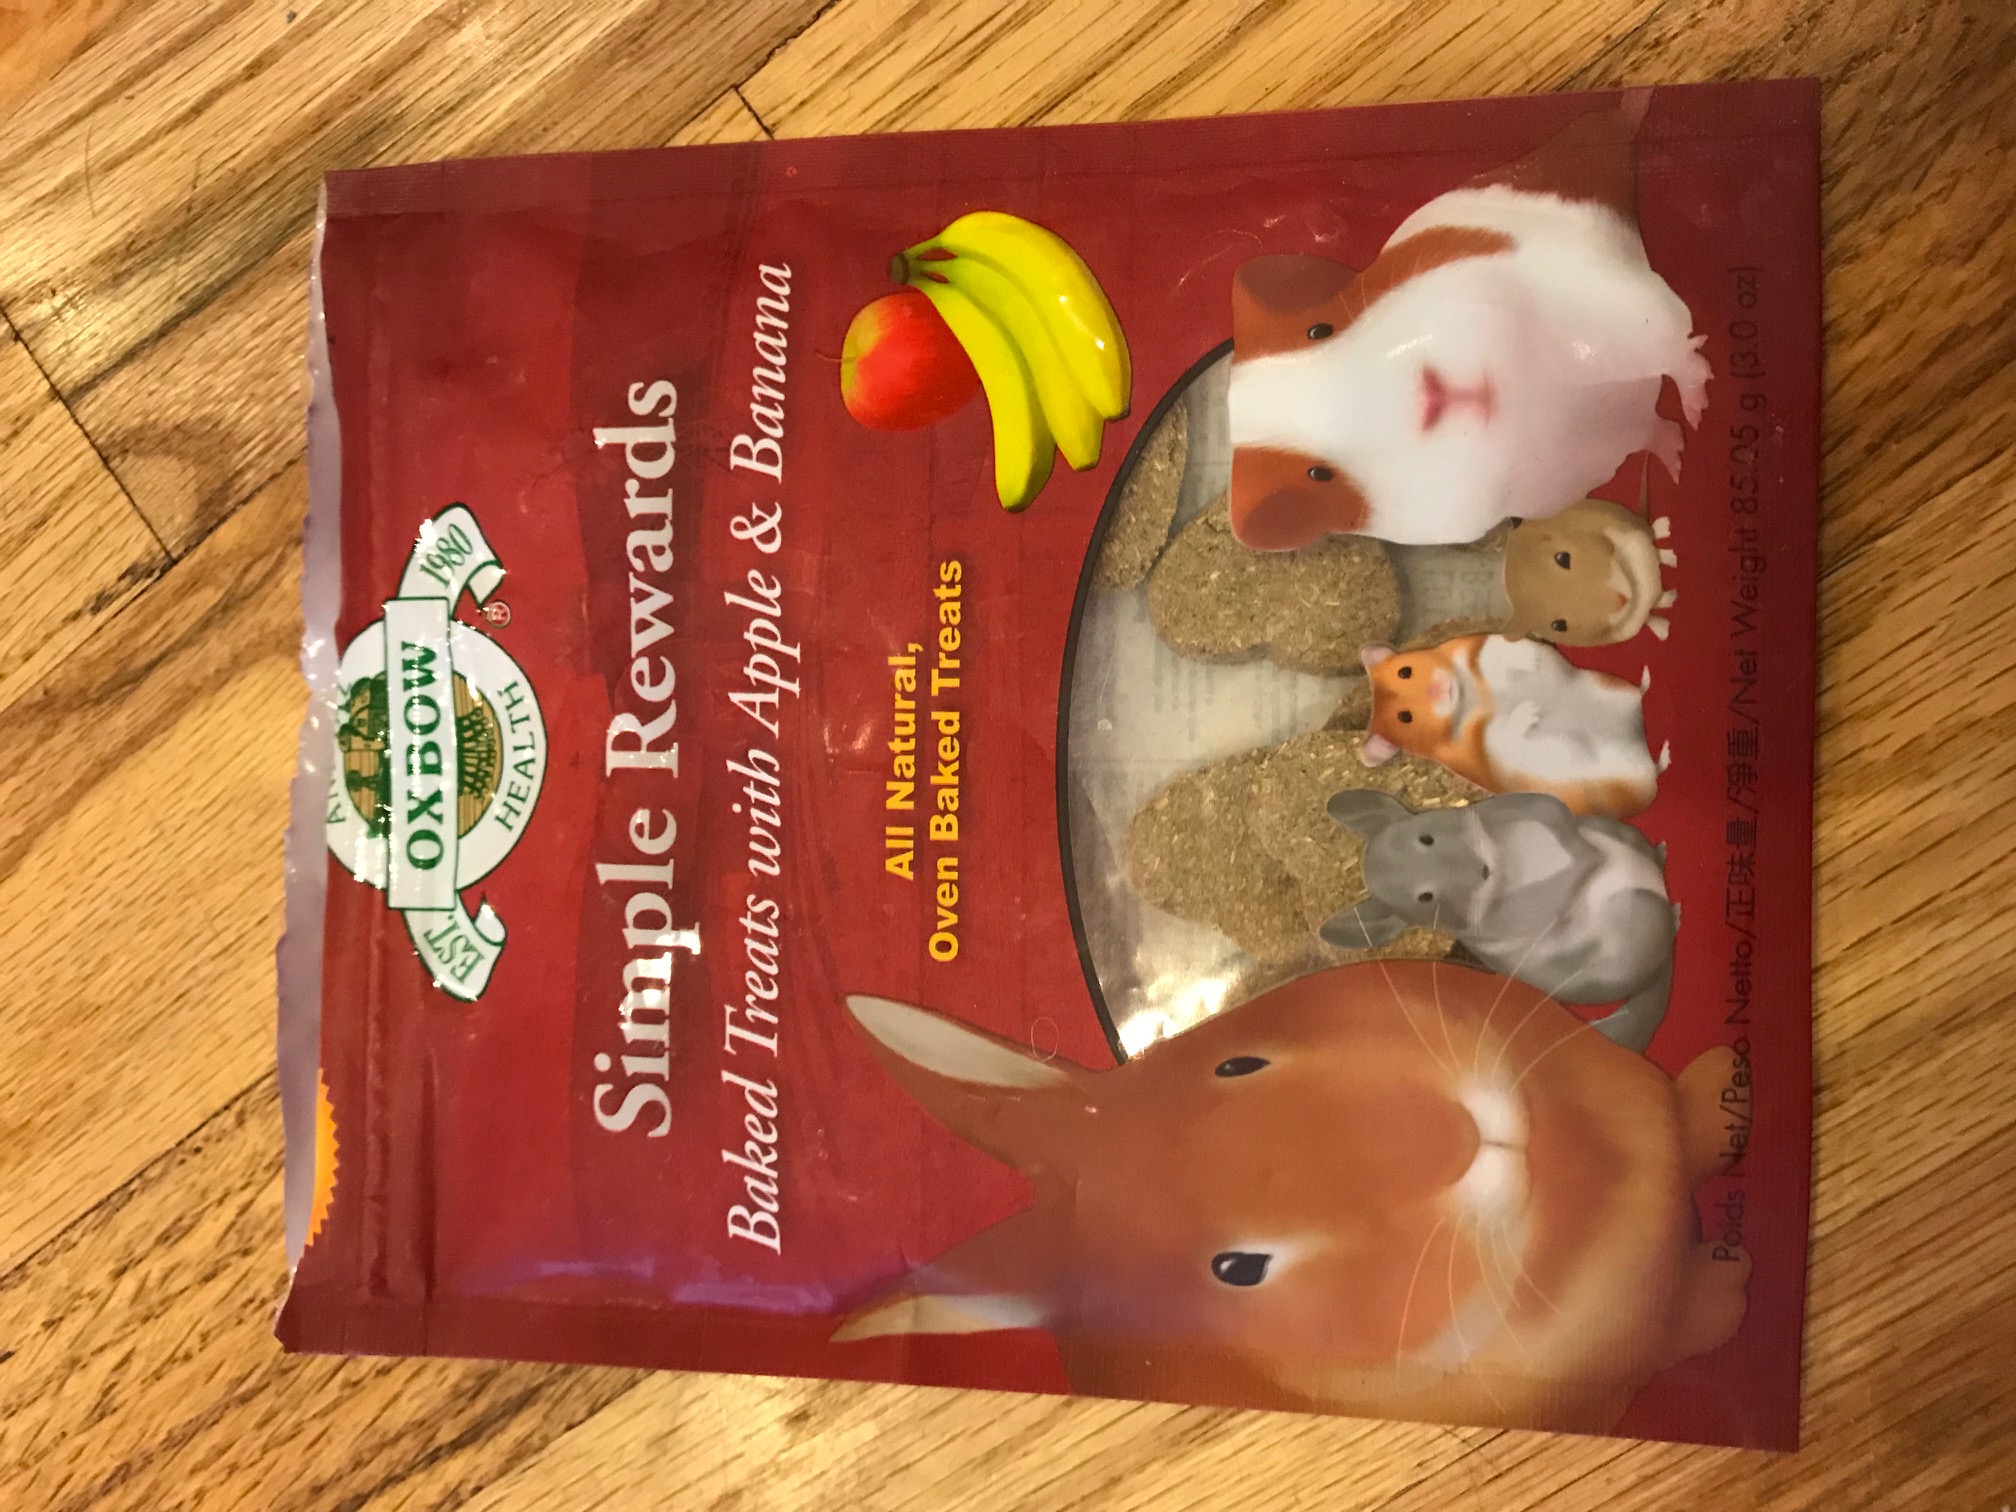 OXBOW
EST. 1980
HEALTH
®
Simple Rewards
Baked Treats with Apple & Banana
All Natural,
Oven Baked Treats
Poids Net/Peso Netto/正味量/淨重/Net Weight 85.05 g (3.0 oz)